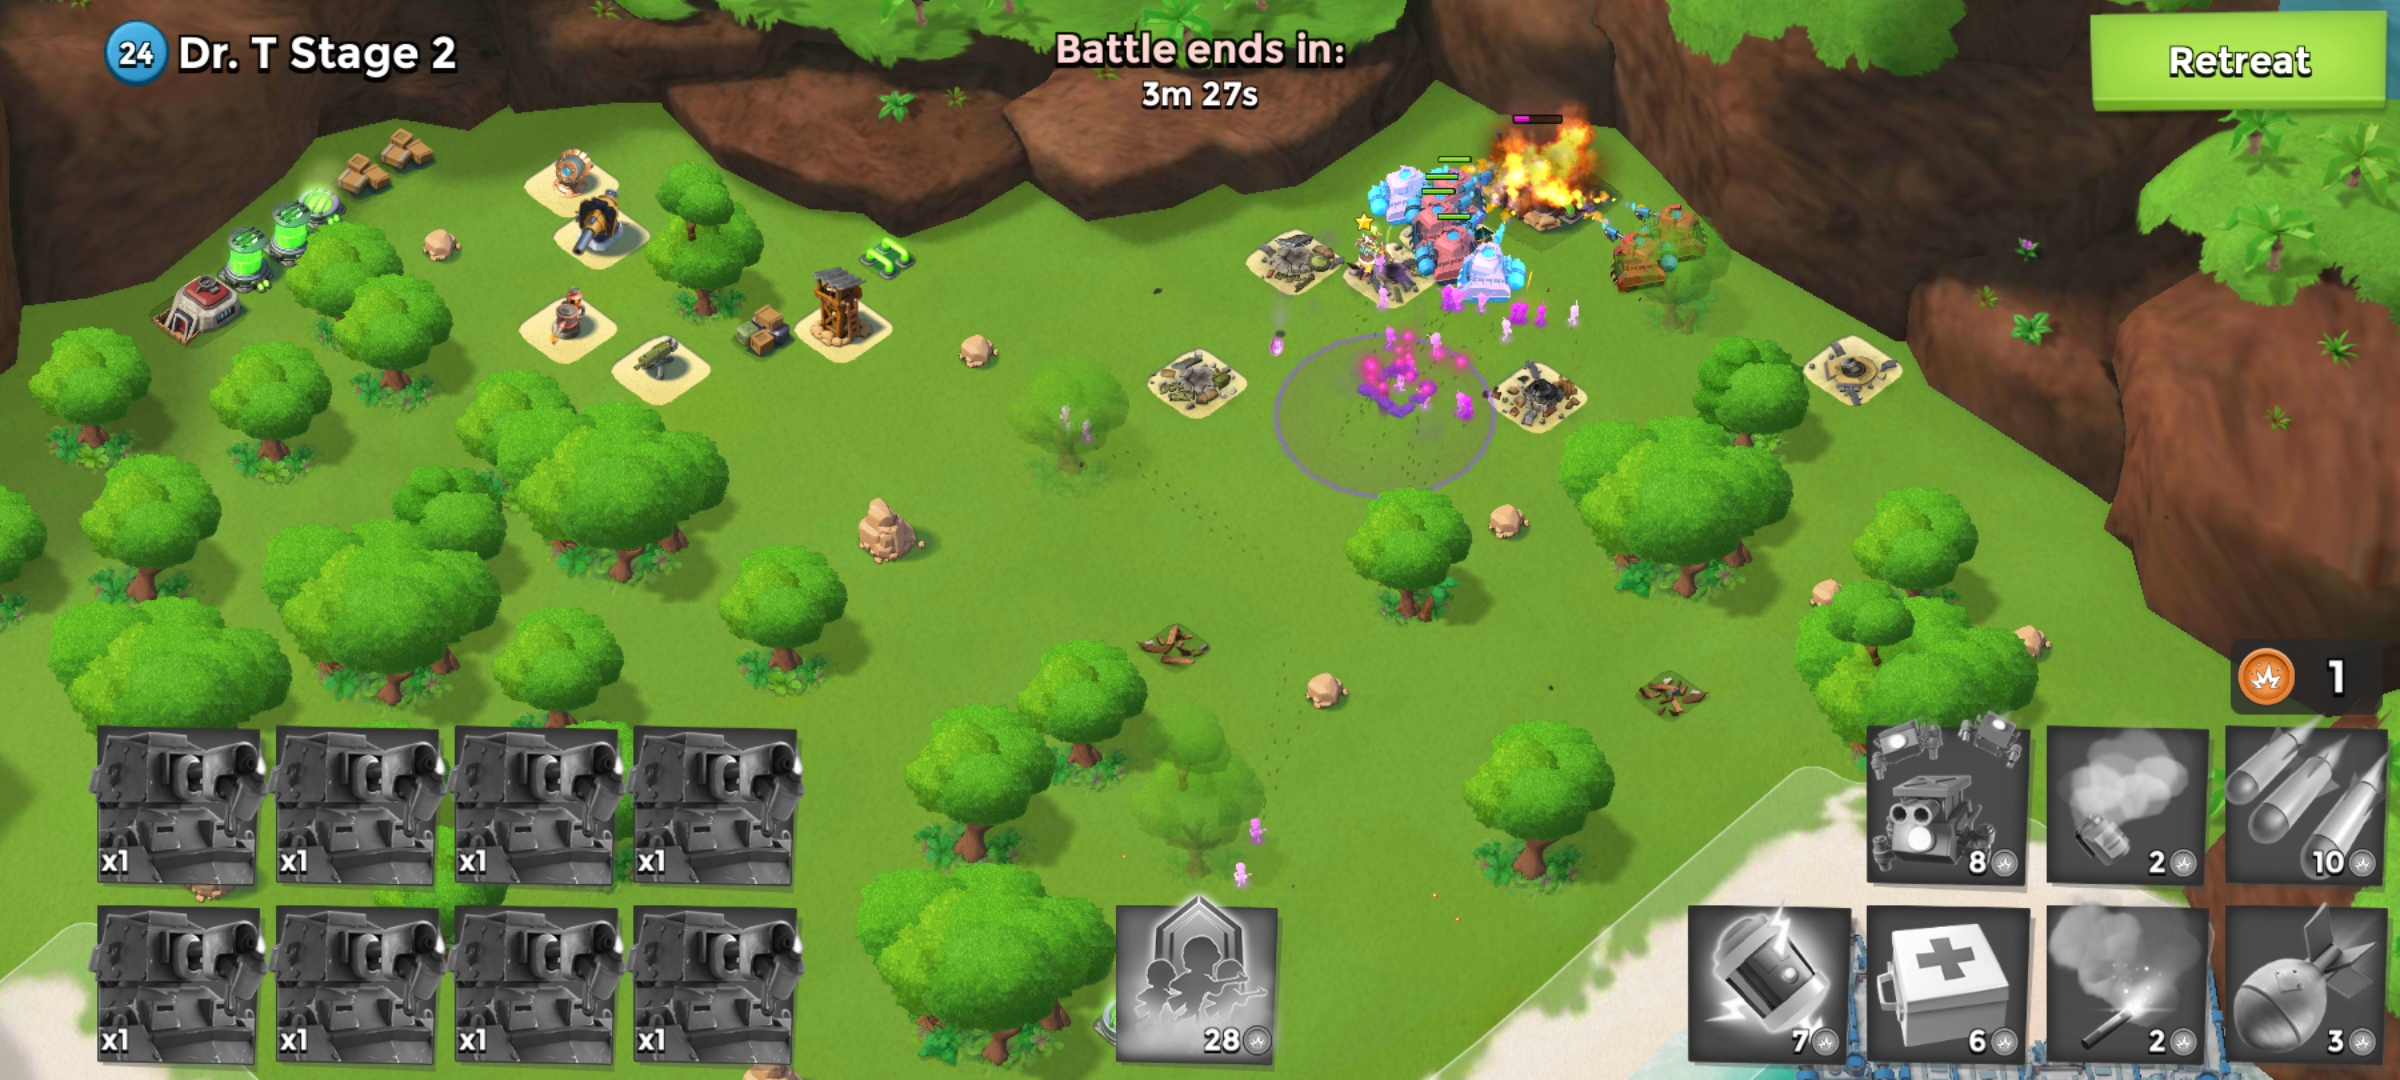 24 Dr. T Stage 2
Battle ends in:
3m 27s
Retreat
1
x1 x1 x1 x1
8 2 10
x1 x1 x1 x1
28
7 6 2 3